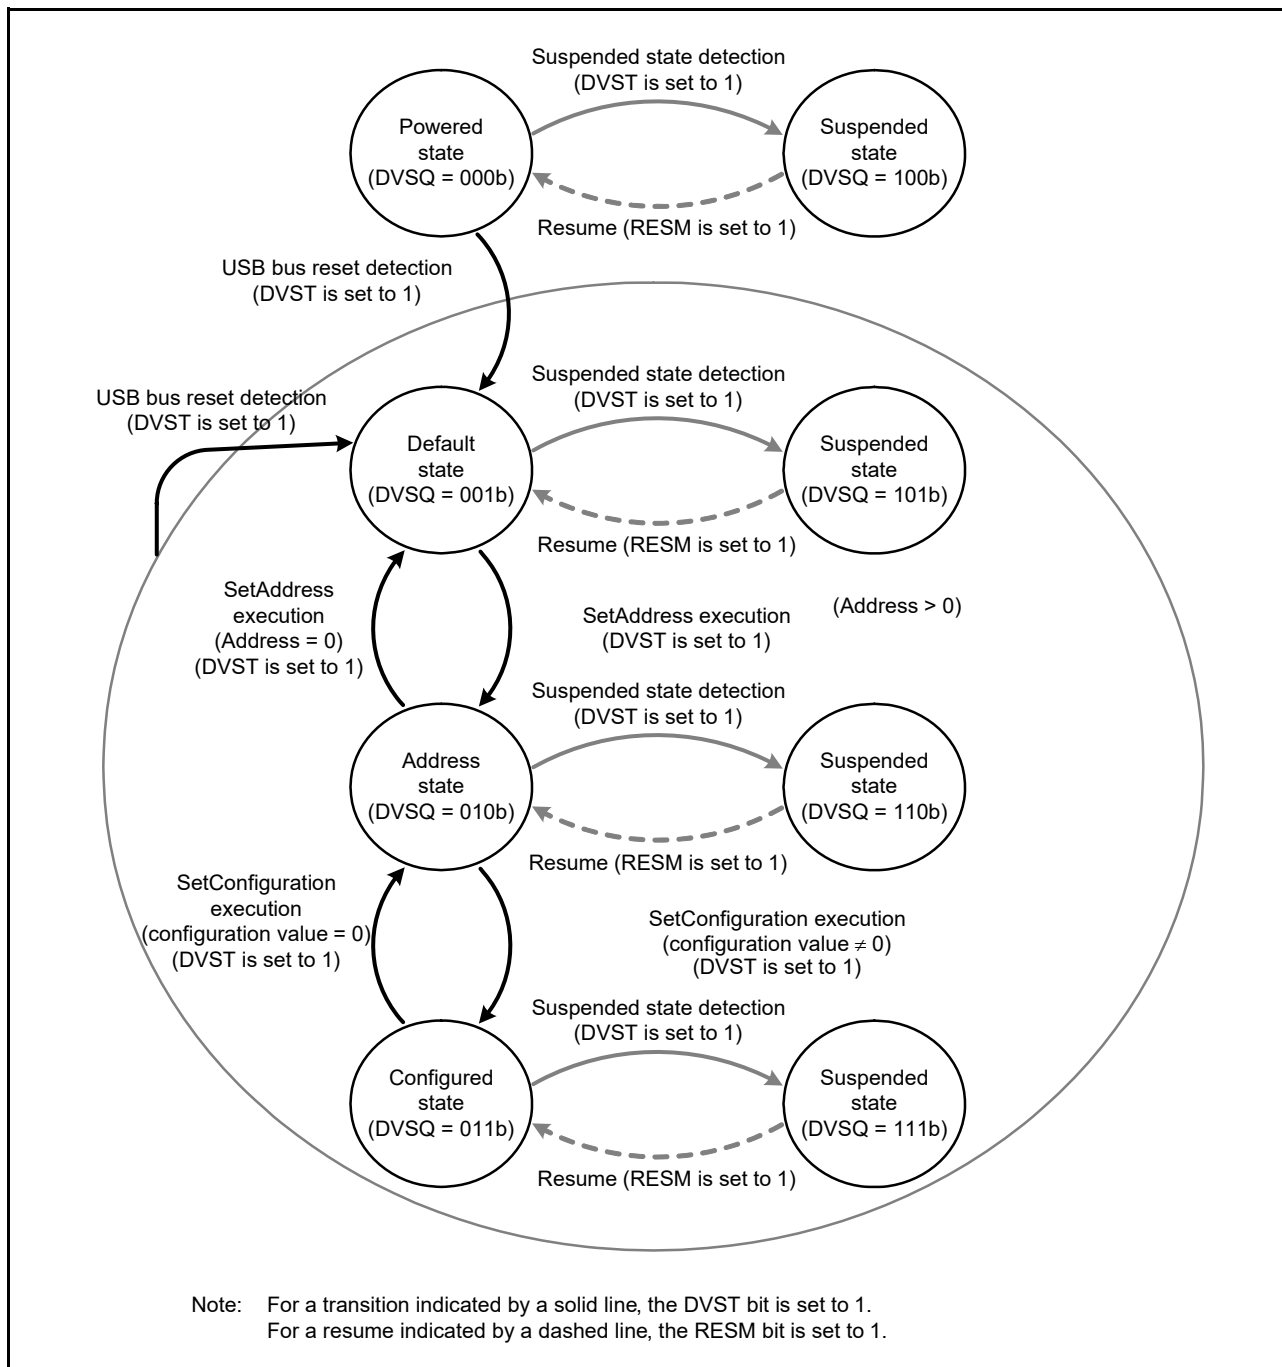 Suspended state detection
(DVST is set to 1)
Powered
state
(DVSQ = 000b)
Suspended
state
(DVSQ = 100b)
Resume (RESM is set to 1)
USB bus reset detection
(DVST is set to 1)
USB bus reset detection
(DVST is set to 1)
Suspended state detection
(DVST is set to 1)
Default
state
(DVSQ = 001b)
Suspended
state
(DVSQ = 101b)
Resume (RESM is set to 1)
SetAddress
execution
(Address = 0)
(DVST is set to 1)
SetAddress execution
(DVST is set to 1)
(Address > 0)
Suspended state detection
(DVST is set to 1)
Address
state
(DVSQ = 010b)
Suspended
state
(DVSQ = 110b)
Resume (RESM is set to 1)
SetConfiguration
execution
(configuration value = 0)
(DVST is set to 1)
SetConfiguration execution
(configuration value ≠ 0)
(DVST is set to 1)
Suspended state detection
(DVST is set to 1)
Configured
state
(DVSQ = 011b)
Suspended
state
(DVSQ = 111b)
Resume (RESM is set to 1)
Note: For a transition indicated by a solid line, the DVST bit is set to 1.
For a resume indicated by a dashed line, the RESM bit is set to 1.